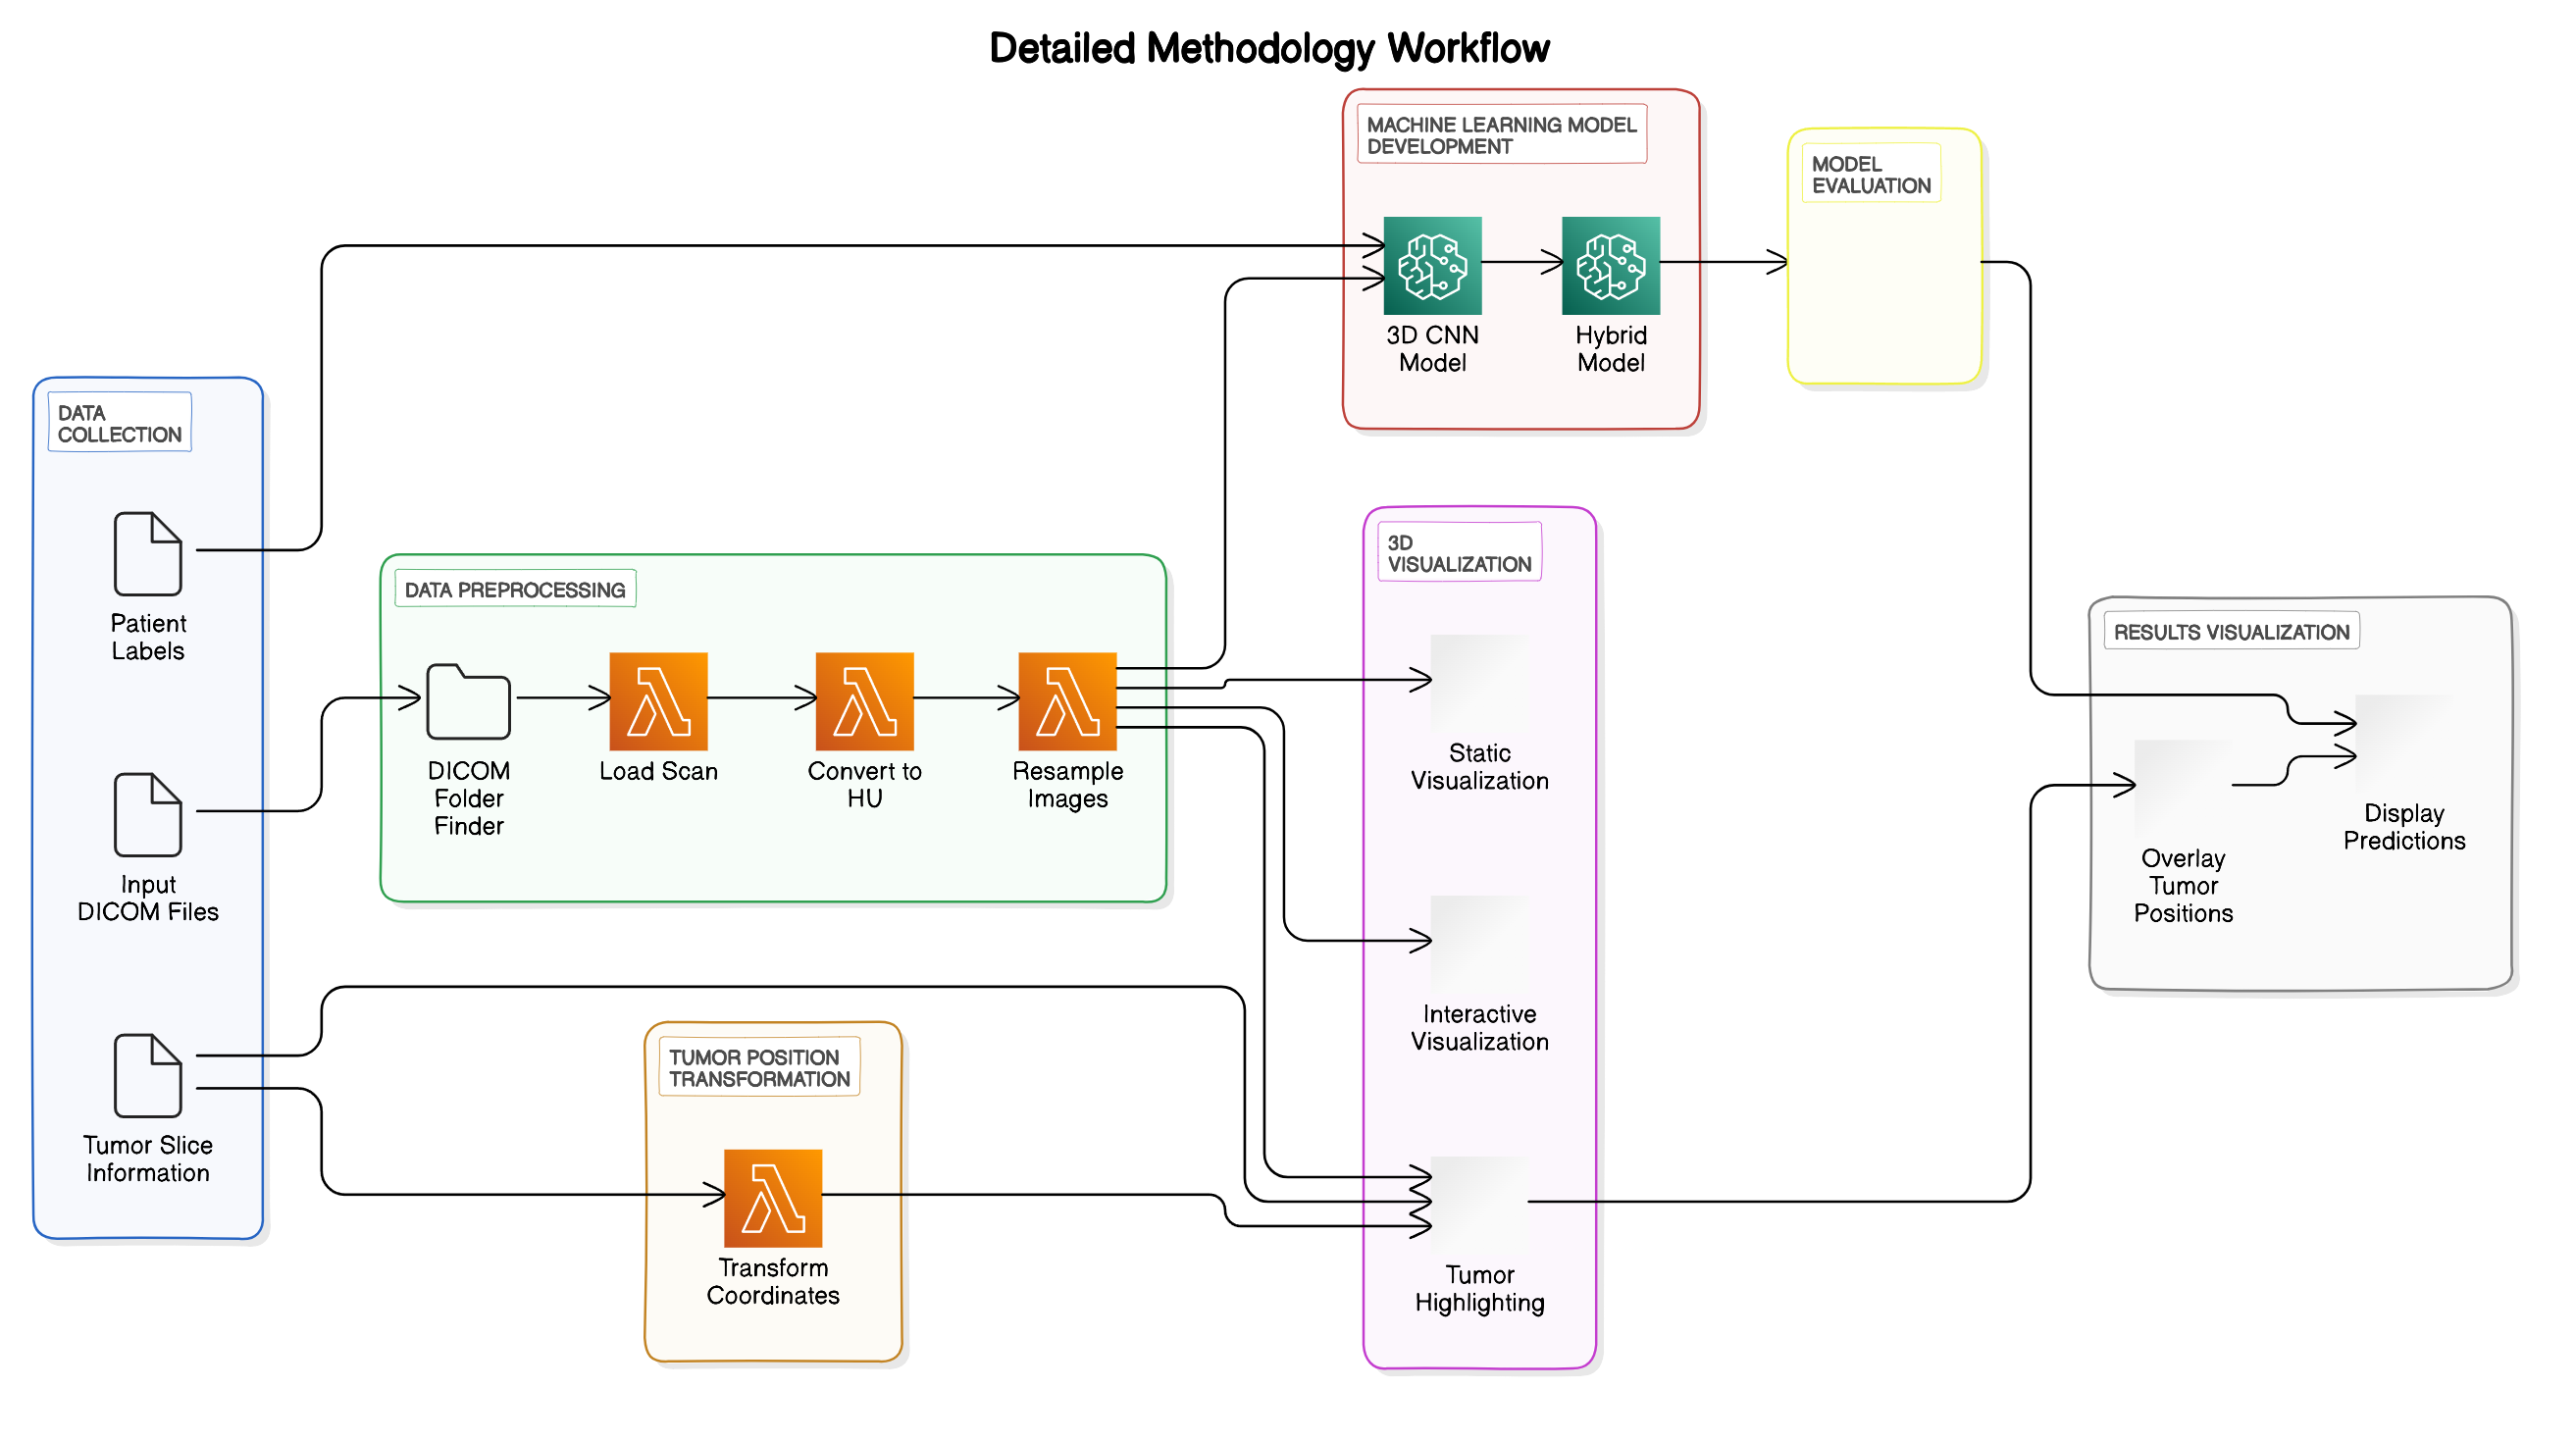 Detailed Methodology Workflow
MACHINE LEARNING MODEL
DEVELOPMENT
3D CNN
Model
Hybrid
Model
MODEL
EVALUATION
DATA
COLLECTION
Patient
Labels
Input
DICOM Files
Tumor Slice
Information
DATA PREPROCESSING
DICOM
Folder
Finder
Load Scan
Convert to
HU
Resample
Images
TUMOR POSITION
TRANSFORMATION
Transform
Coordinates
3D
VISUALIZATION
Static
Visualization
Interactive
Visualization
Tumor
Highlighting
RESULTS VISUALIZATION
Overlay
Tumor
Positions
Display
Predictions